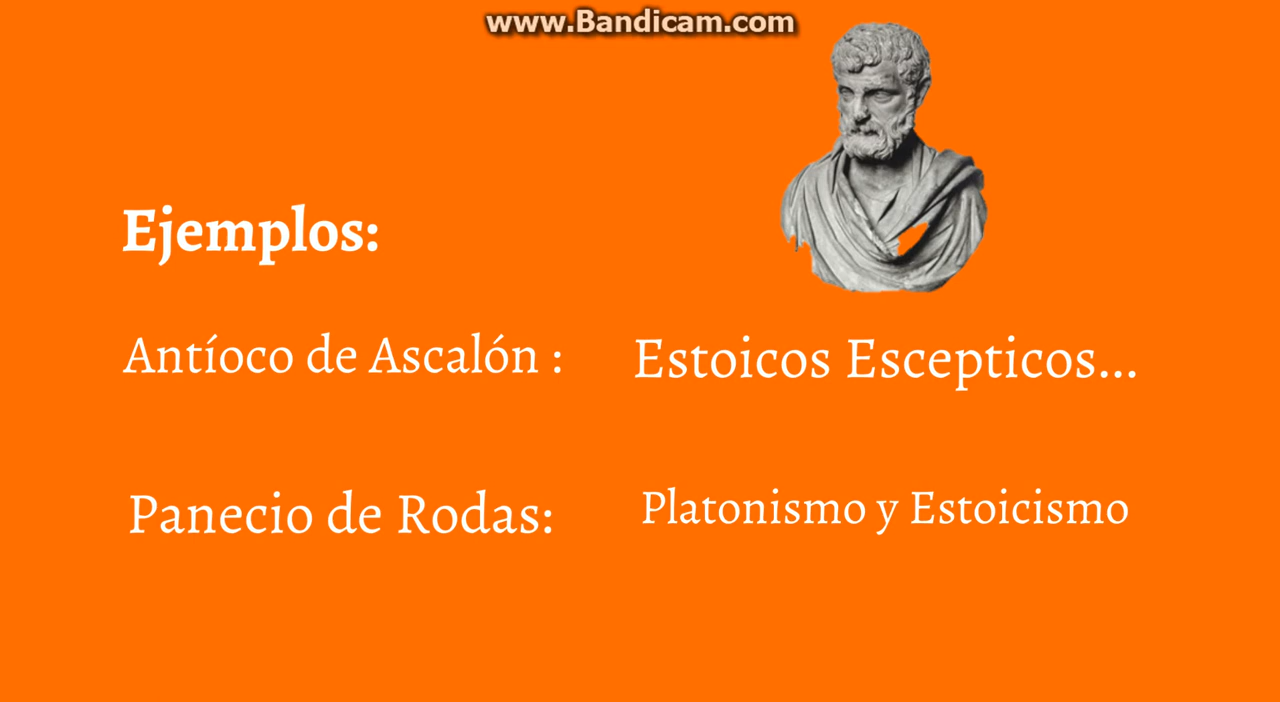 www.Bandicam.com
Ejemplos:
Antíoco de Ascalón :
Estoicos Escepticos...
Panecio de Rodas:
Platonismo y Estoicismo